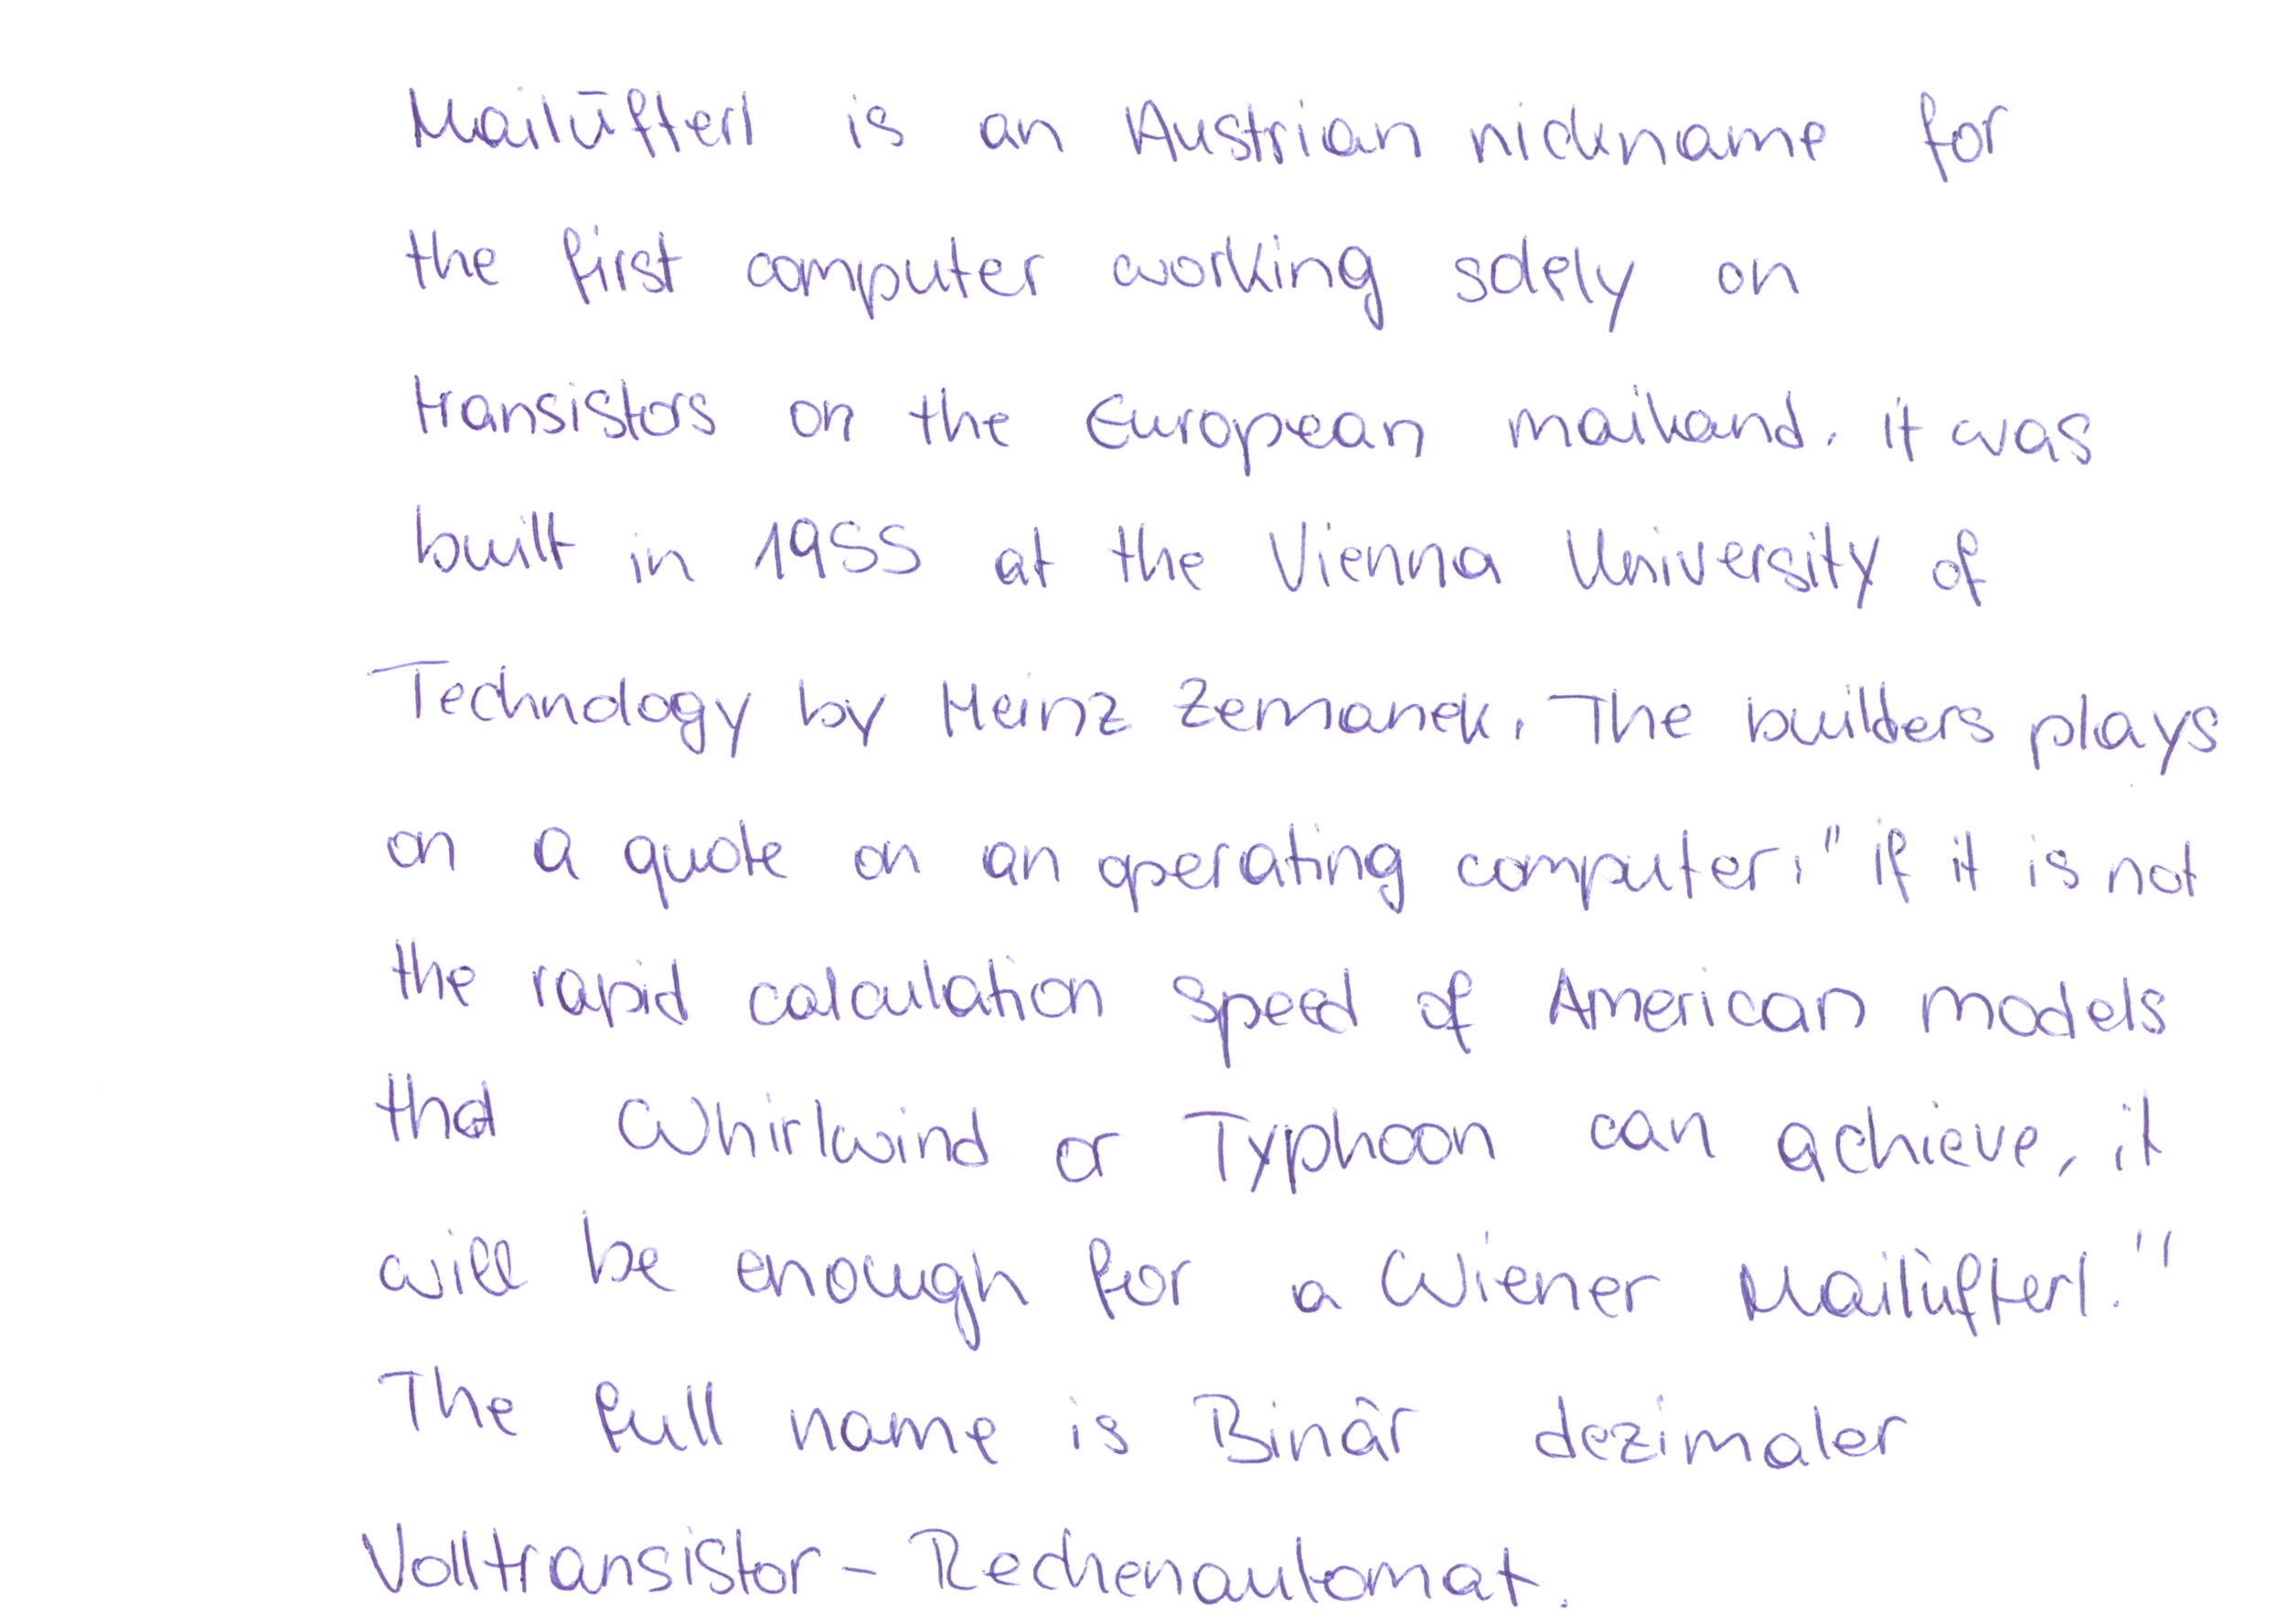 Mailüfterl is an Austrian nickname for
the first computer working solely on
transistors on the European mailand. it was
built in 1955 at the Vienna University of
Technology by Heinz Zemanek. The builders plays
on a quote on an operating computer: "if it is not
the rapid calculation speed of American models
that Whirlwind or Typhoon can achieve, it
will be enough for a Wiener Mailüfterl."
The full name is Binär dezimaler
Volltransistor-Rechenautomat.